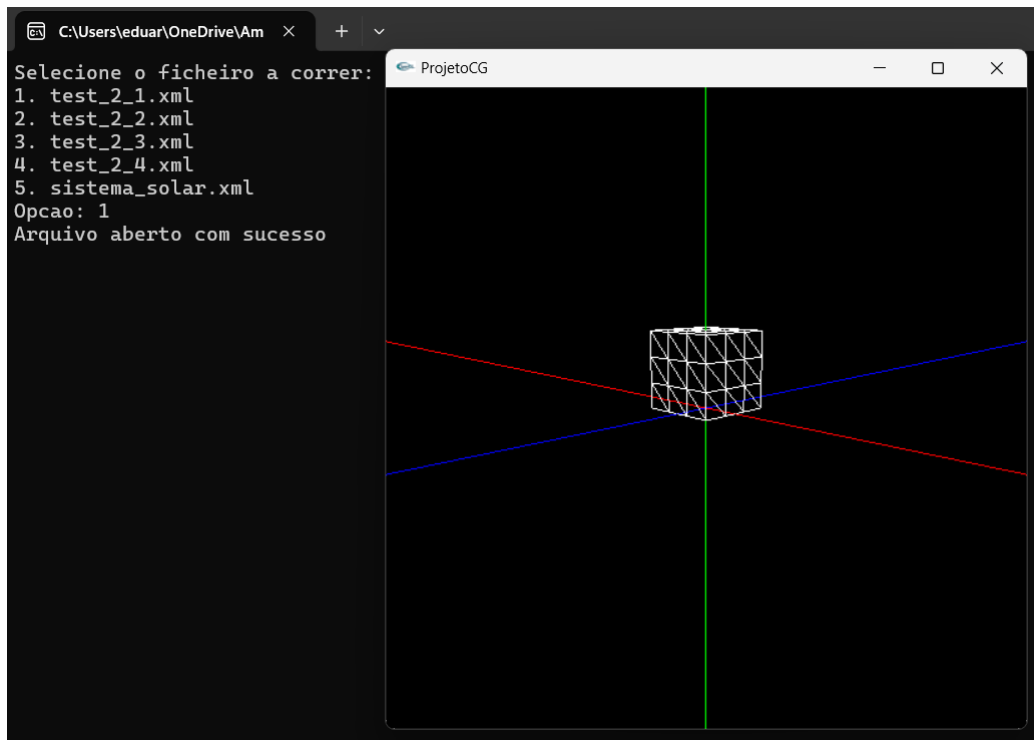 C:\Users\eduar\OneDrive\Am
ProjetoCG
Selecione o ficheiro a correr:
1. test_2_1.xml
2. test_2_2.xml
3. test_2_3.xml
4. test_2_4.xml
5. sistema_solar.xml
Opcao: 1
Arquivo aberto com sucesso